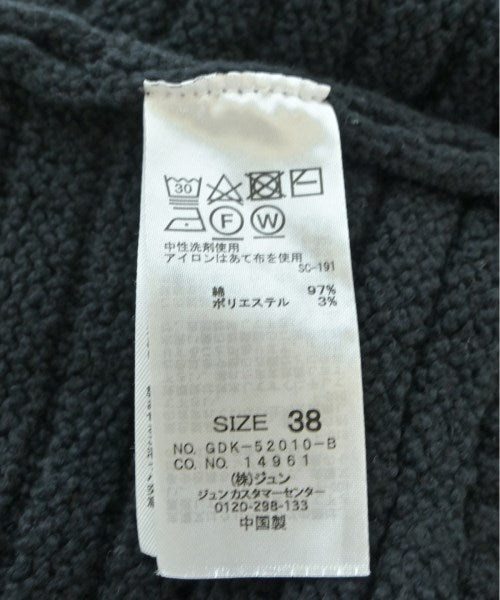 30
F W
中性洗剤使用
アイロンはあて布を使用
SC-191
綿 97%
ポリエステル 3%
SIZE 38
NO. GDK-52010-B
CO. NO. 14961
(株)ジュン
ジュン カスタマーセンター
0120-298-133
中国製